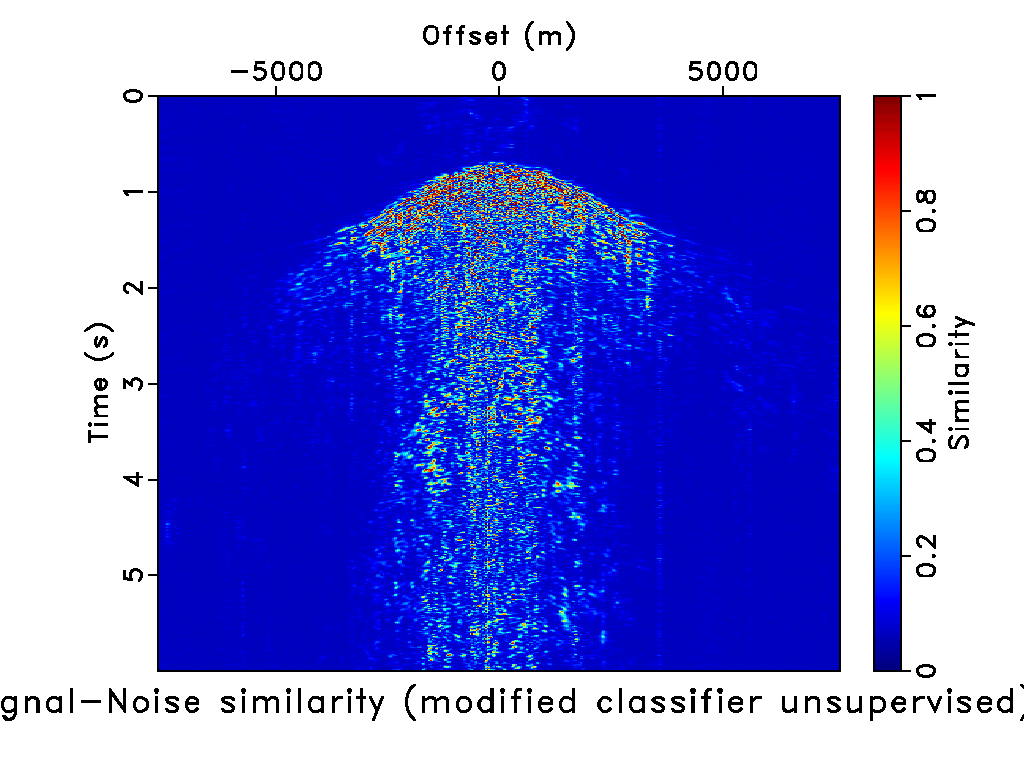 Offset (m)
−5000 0 5000
0
1
2
3
4
5
Time (s)
1
0.8
0.6
0.4
0.2
0
Similarity
gnal−Noise similarity (modified classifier unsupervised)